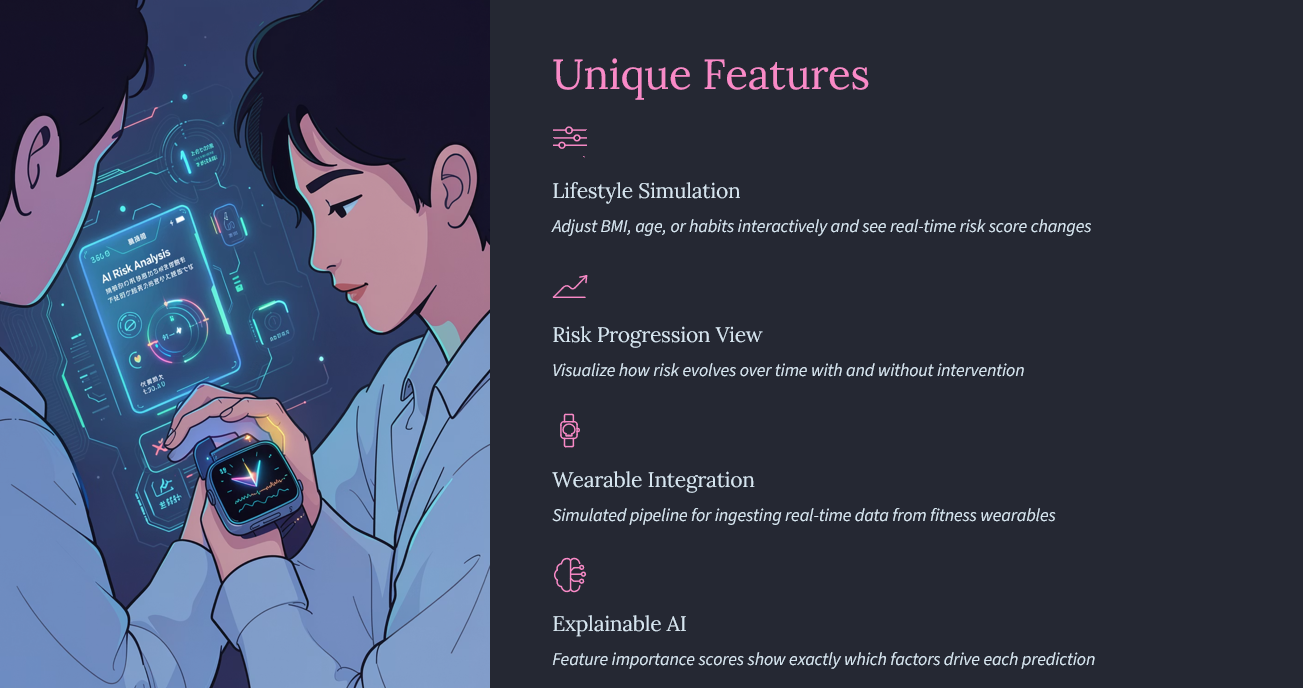 Unique Features
Lifestyle Simulation
Adjust BMI, age, or habits interactively and see real-time risk score changes
Risk Progression View
Visualize how risk evolves over time with and without intervention
Wearable Integration
Simulated pipeline for ingesting real-time data from fitness wearables
Explainable AI
Feature importance scores show exactly which factors drive each prediction
AI Risk Analysis